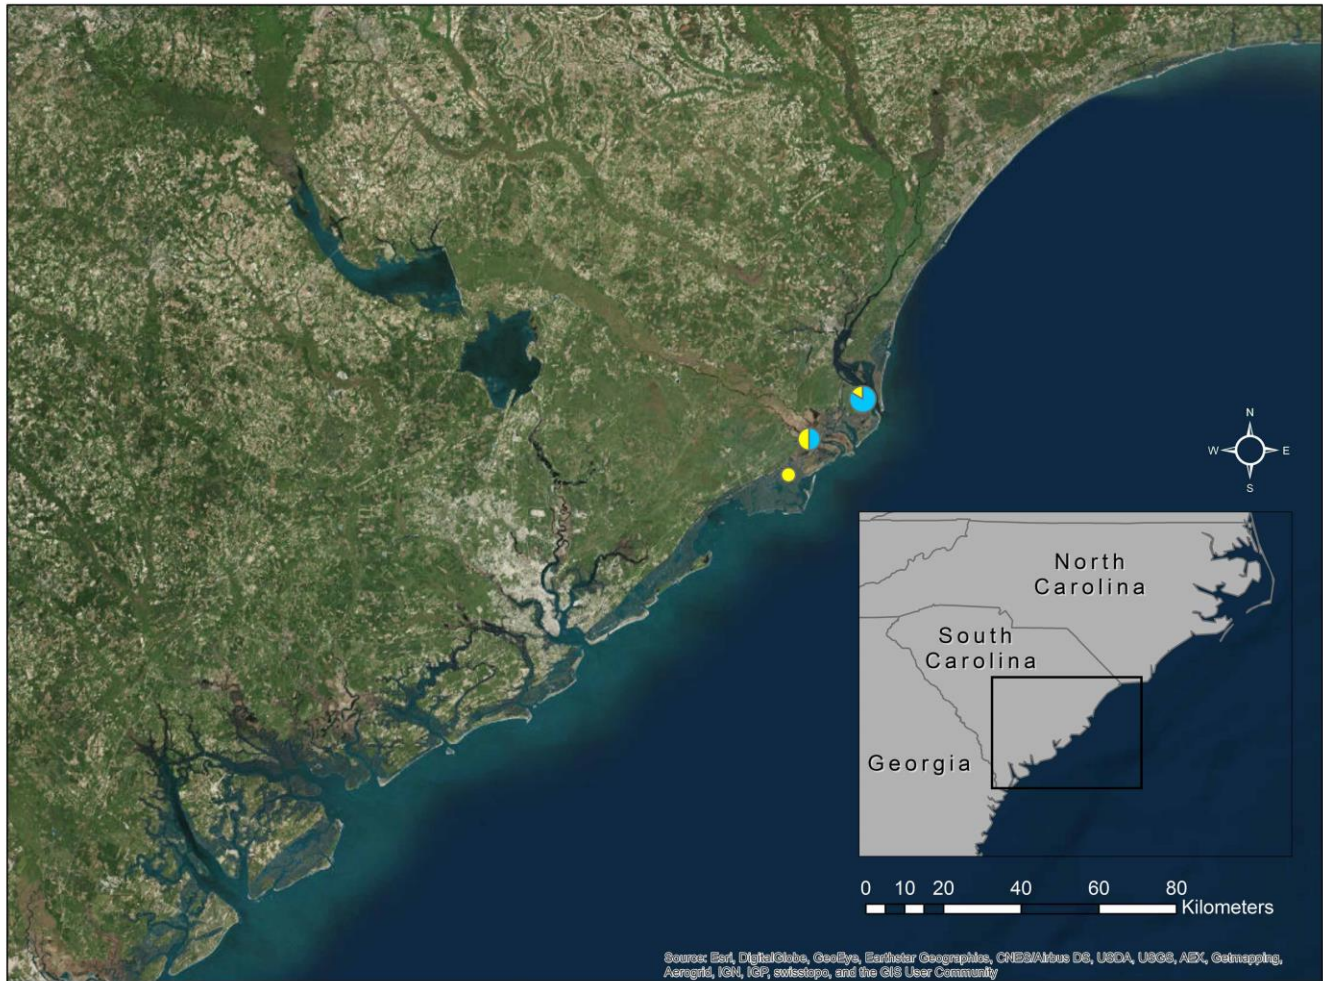 N
W E
S
North
Carolina
South
Carolina
Georgia
0 10 20 40 60 80
Kilometers
Source: Esri, DigitalGlobe, GeoEye, Earthstar Geographics, CNES/Airbus DS, USDA, USGS, AEX, Getmapping,
Aerogrid, IGN, IGP, swisstopo, and the GIS User Community